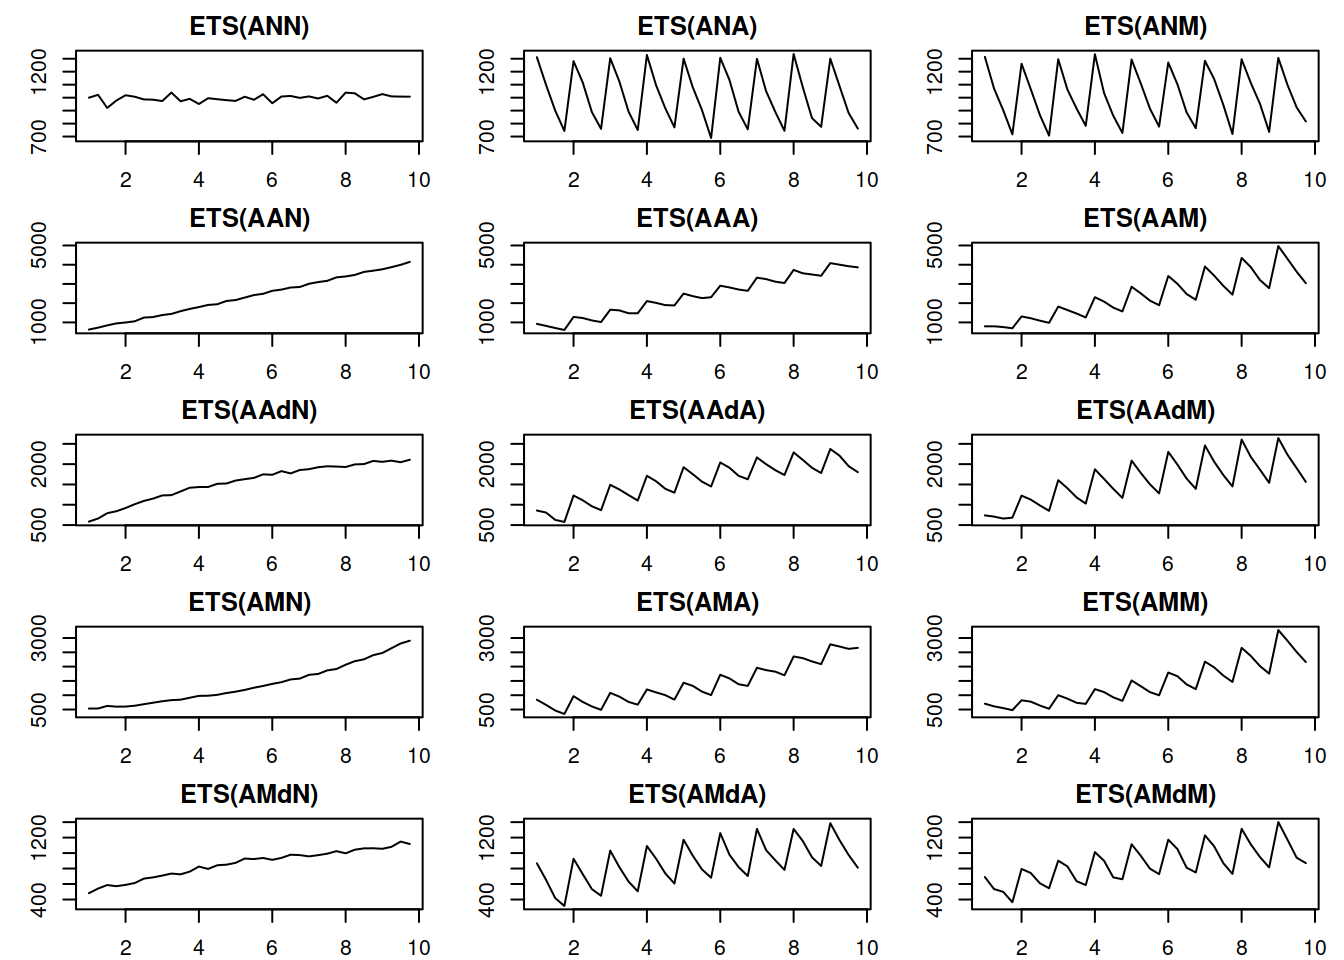 ETS(ANN) ETS(ANA) ETS(ANM)
1200 1200 1200
700 700 700
2 4 6 8 10 2 4 6 8 10 2 4 6 8 10
ETS(AAN) ETS(AAA) ETS(AAM)
5000 5000 5000
1000 1000 1000
2 4 6 8 10 2 4 6 8 10 2 4 6 8 10
ETS(AAdN) ETS(AAdA) ETS(AAdM)
2000 2000 2000
500 500 500
2 4 6 8 10 2 4 6 8 10 2 4 6 8 10
ETS(AMN) ETS(AMA) ETS(AMM)
3000 3000 3000
500 500 500
2 4 6 8 10 2 4 6 8 10 2 4 6 8 10
ETS(AMdN) ETS(AMdA) ETS(AMdM)
1200 1200 1200
400 400 400
2 4 6 8 10 2 4 6 8 10 2 4 6 8 10